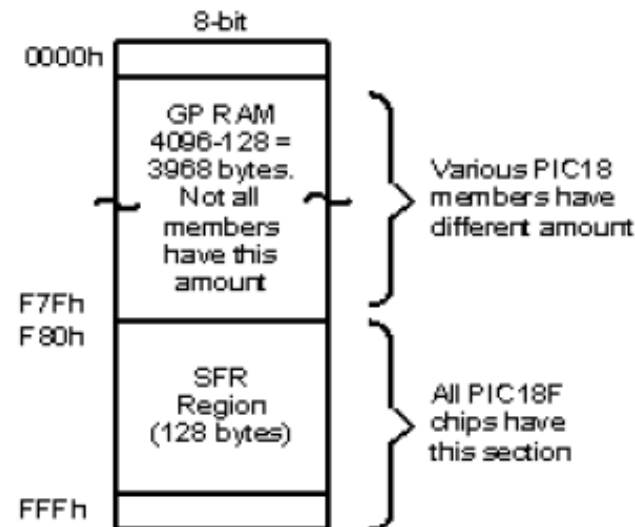 8-bit
0000h
GP RAM
4096-128 =
3968 bytes.
Not all
members
have this
amount
Various PIC18
members have
different amount
F7Fh
F80h
SFR
Region
(128 bytes)
All PIC18F
chips have
this section
FFFh